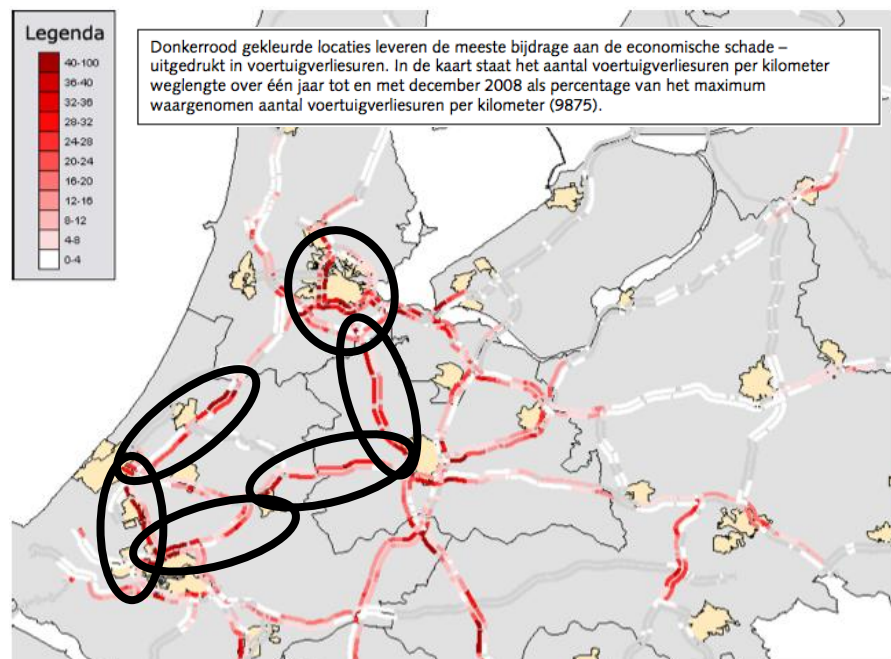 Legenda
40-100
36-40
32-36
28-32
24-28
20-24
16-20
12-16
8-12
4-8
0-4
Donkerrood gekleurde locaties leveren de meeste bijdrage aan de economische schade –
uitgedrukt in voertuigverliesuren. In de kaart staat het aantal voertuigverliesuren per kilometer
weglengte over één jaar tot en met december 2008 als percentage van het maximum
waargenomen aantal voertuigverliesuren per kilometer (9875).